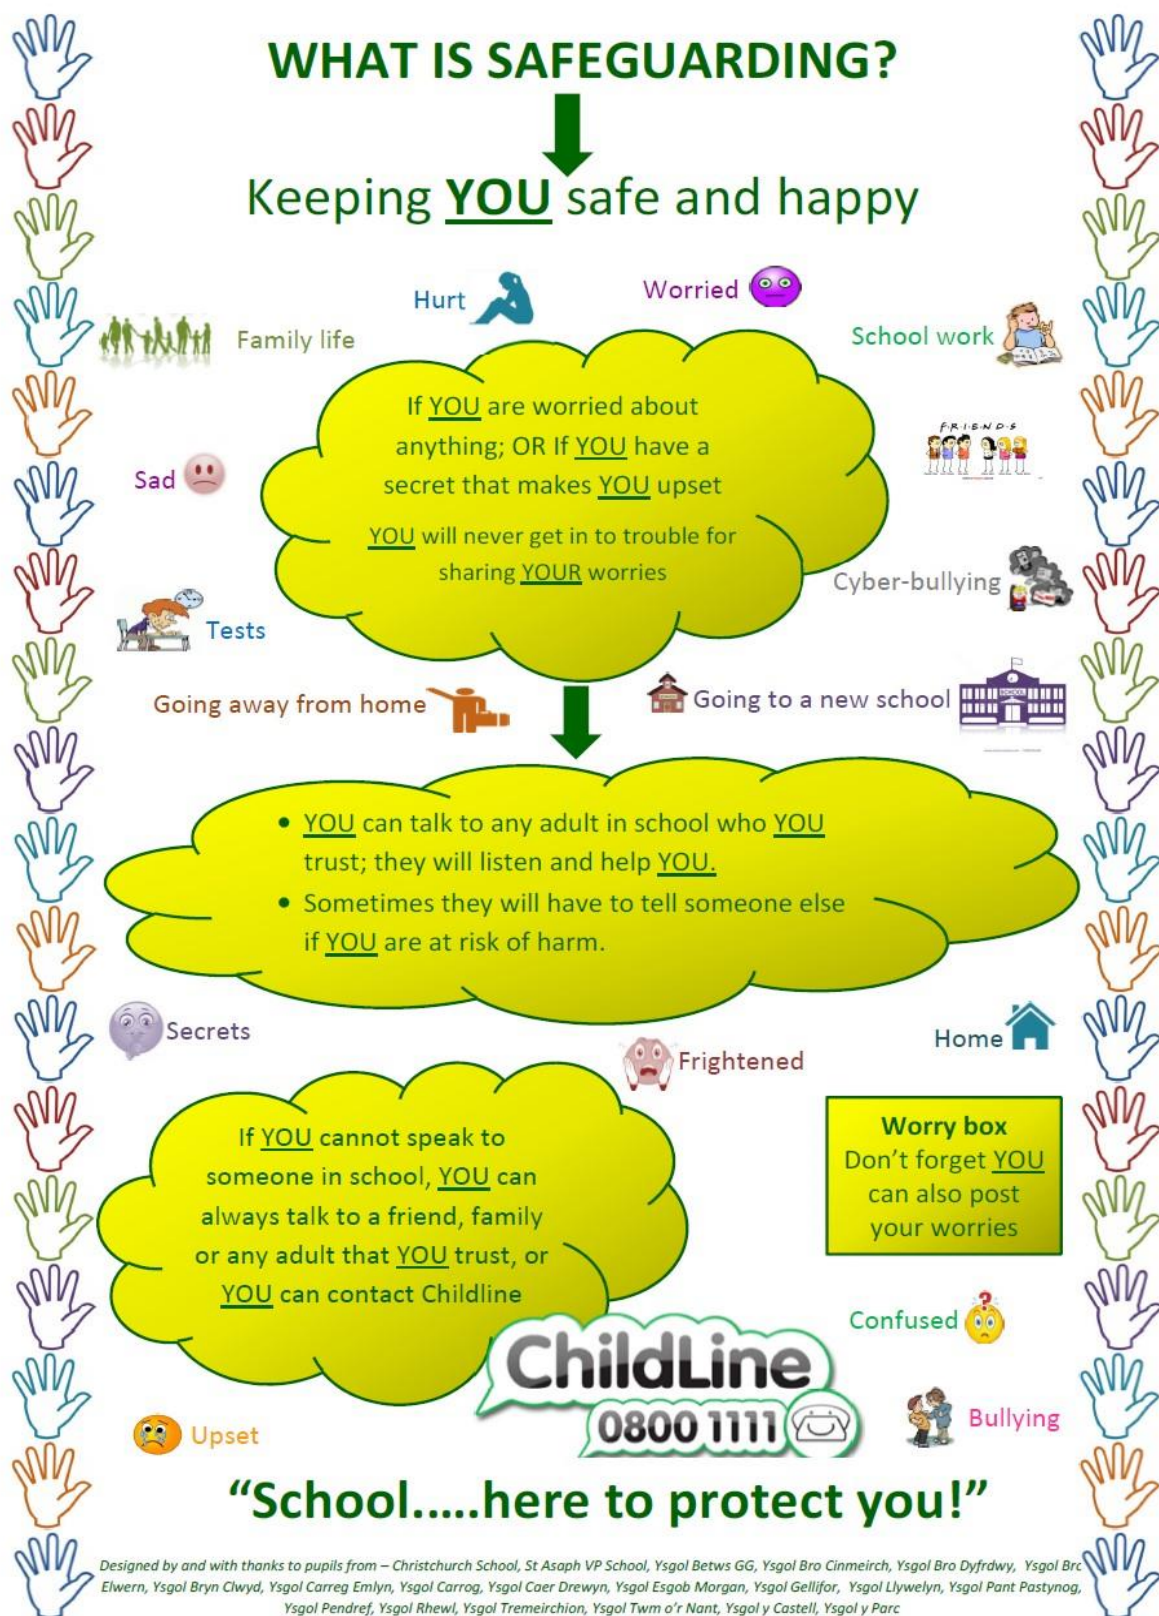 WHAT IS SAFEGUARDING?
Keeping YOU safe and happy
Hurt
Worried
Family life
School work
If YOU are worried about
anything; OR If YOU have a
secret that makes YOU upset
YOU will never get in to trouble for
sharing YOUR worries
F·R·I·E·N·D·S
Sad
Cyber-bullying
Tests
Going away from home
Going to a new school
SCHOOL
• YOU can talk to any adult in school who YOU
trust; they will listen and help YOU.
• Sometimes they will have to tell someone else
if YOU are at risk of harm.
Secrets
Home
Frightened
If YOU cannot speak to
someone in school, YOU can
always talk to a friend, family
or any adult that YOU trust, or
YOU can contact Childline
Worry box
Don't forget YOU
can also post
your worries
Confused
ChildLine
0800 1111
Bullying
Upset
“School.....here to protect you!”
Designed by and with thanks to pupils from – Christchurch School, St Asaph VP School, Ysgol Betws GG, Ysgol Bro Cinmeirch, Ysgol Bro Dyfrdwy, Ysgol Bro
Elwern, Ysgol Bryn Clwyd, Ysgol Carreg Emlyn, Ysgol Carrog, Ysgol Caer Drewyn, Ysgol Esgob Morgan, Ysgol Gellifor, Ysgol Llywelyn, Ysgol Pant Pastynog,
Ysgol Pendref, Ysgol Rhewl, Ysgol Tremeirchion, Ysgol Twm o'r Nant, Ysgol y Castell, Ysgol y Parc